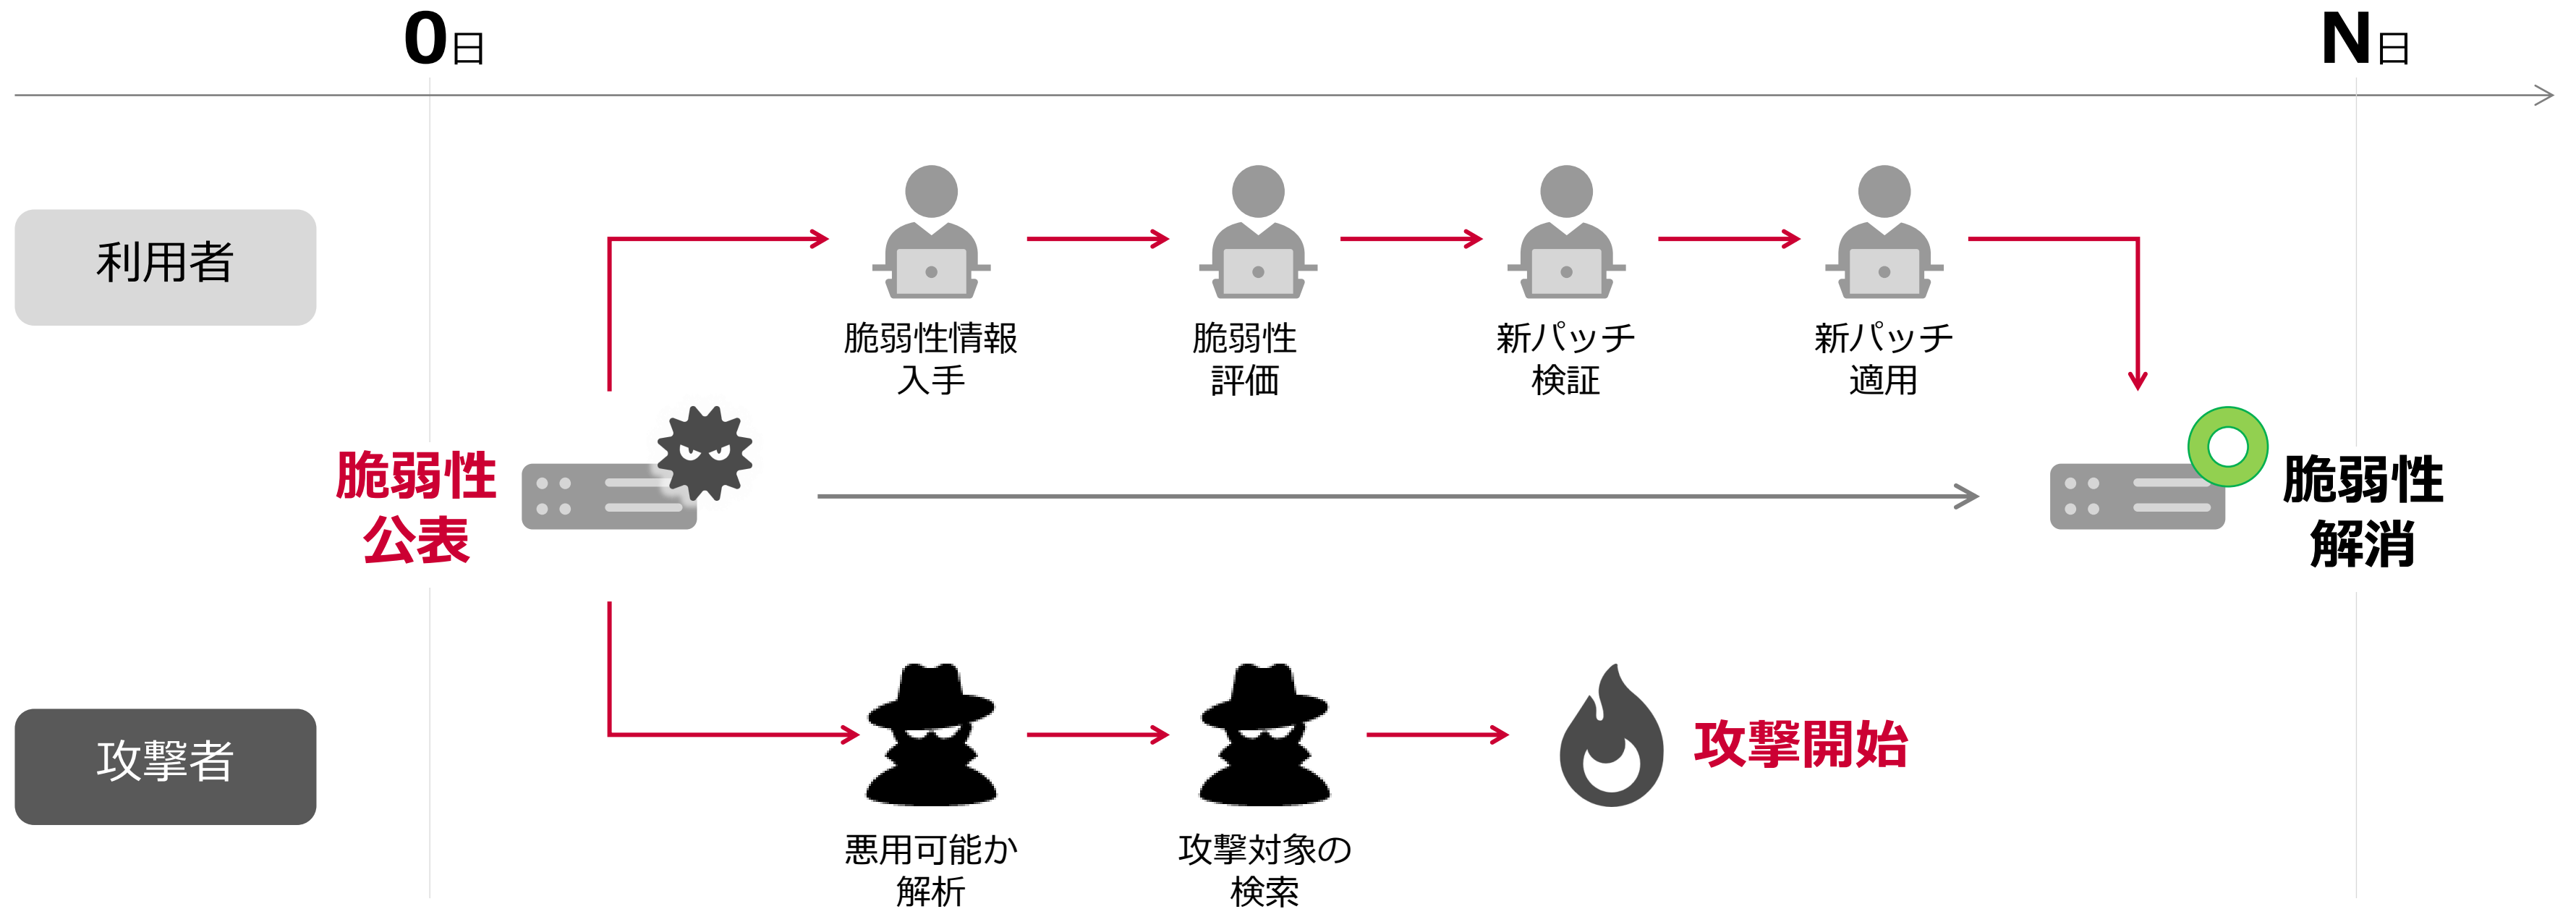 0日
N日
利用者
脆弱性情報
入手
脆弱性
評価
新パッチ
検証
新パッチ
適用
脆弱性
公表
脆弱性
解消
攻撃者
攻撃開始
悪用可能か
解析
攻撃対象の
検索